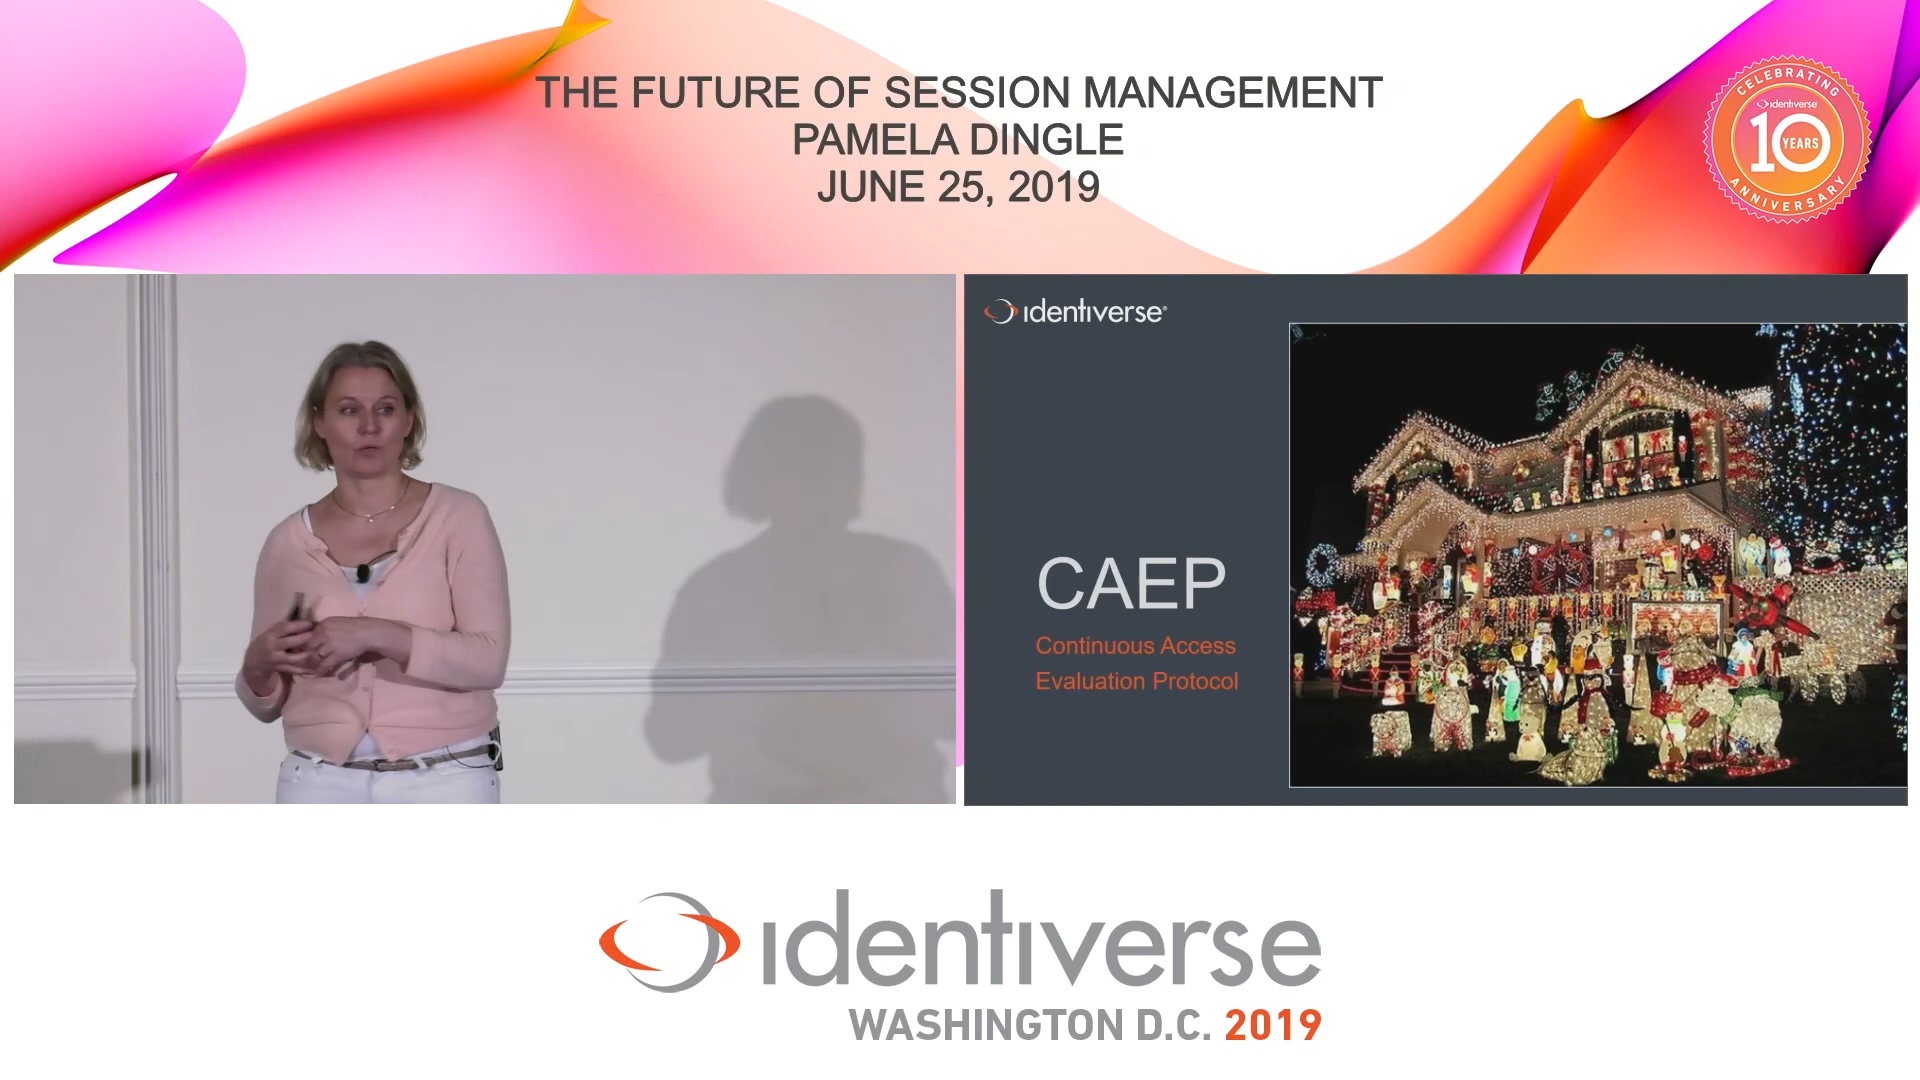 THE FUTURE OF SESSION MANAGEMENT
PAMELA DINGLE
JUNE 25, 2019
CELEBRATING
identiverse
10
YEARS
ANNIVERSARY
identiverse®
CAEP
Continuous Access
Evaluation Protocol
identiverse
WASHINGTON D.C. 2019